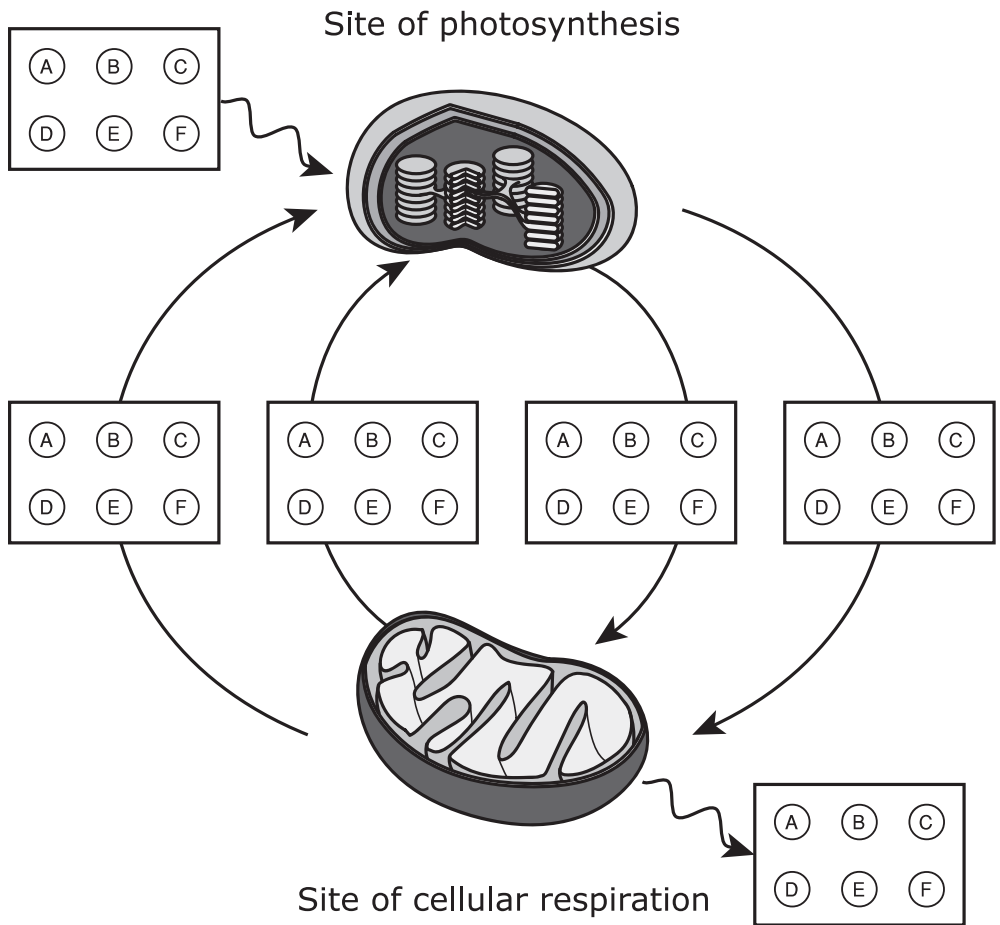 Site of photosynthesis
A B C
D E F
A B C A B C A B C A B C
D E F D E F D E F D E F
A B C
D E F
Site of cellular respiration